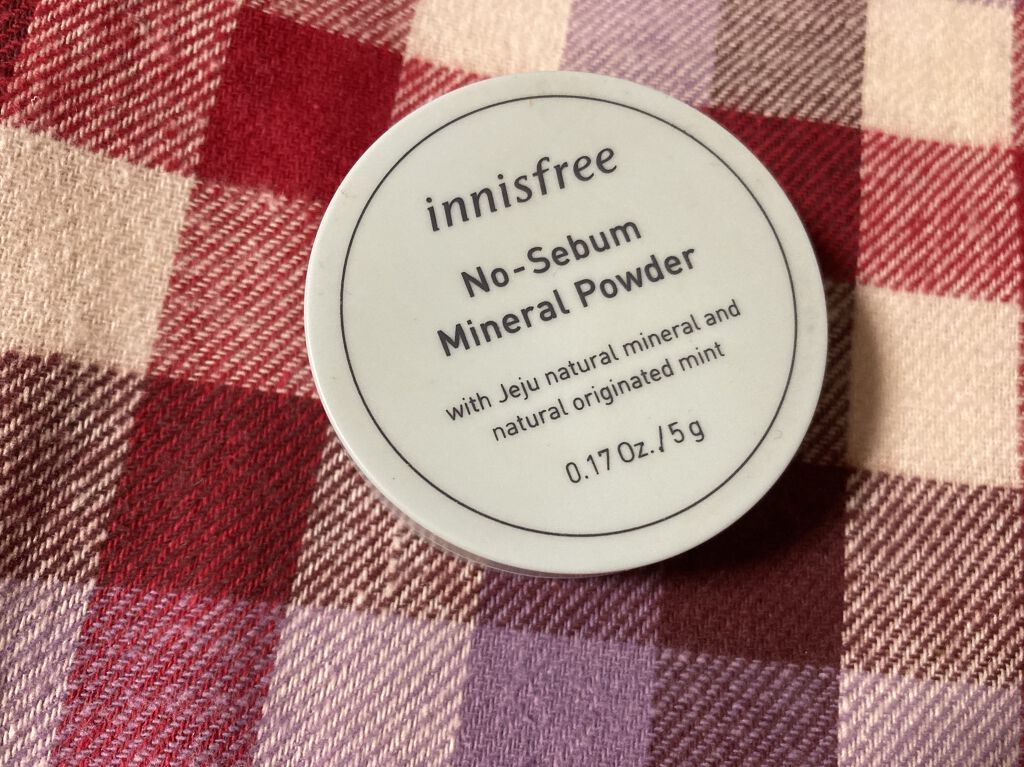 innisfree
No-Sebum
Mineral Powder
with Jeju natural mineral and
natural originated mint
0.17 Oz./5 g